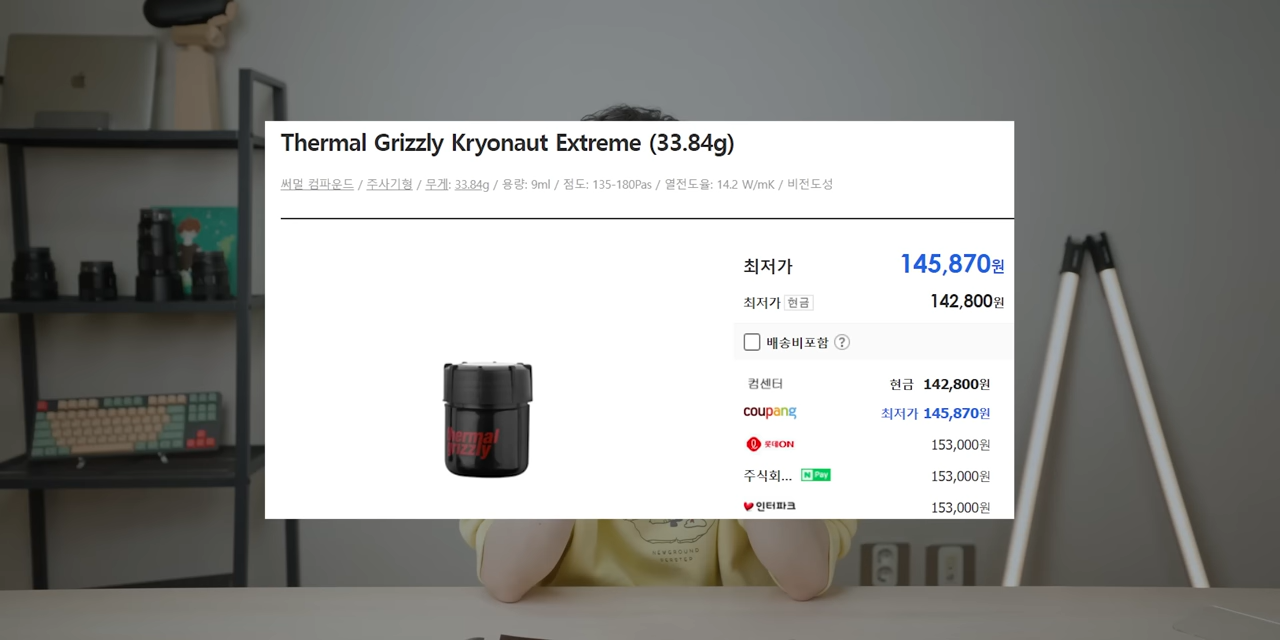 Thermal Grizzly Kryonaut Extreme (33.84g)
써멀 컴파운드 / 주사기형 / 무게: 33.84g / 용량: 9ml / 점도: 135-180Pas / 열전도율: 14.2 W/mK / 비전도성
최저가 145,870원
최저가 현금 142,800원
배송비포함 ?
컴센터 현금 142,800원
coupang 최저가 145,870원
롯데ON 153,000원
주식회... N Pay 153,000원
인터파크 153,000원
thermal
grizzly